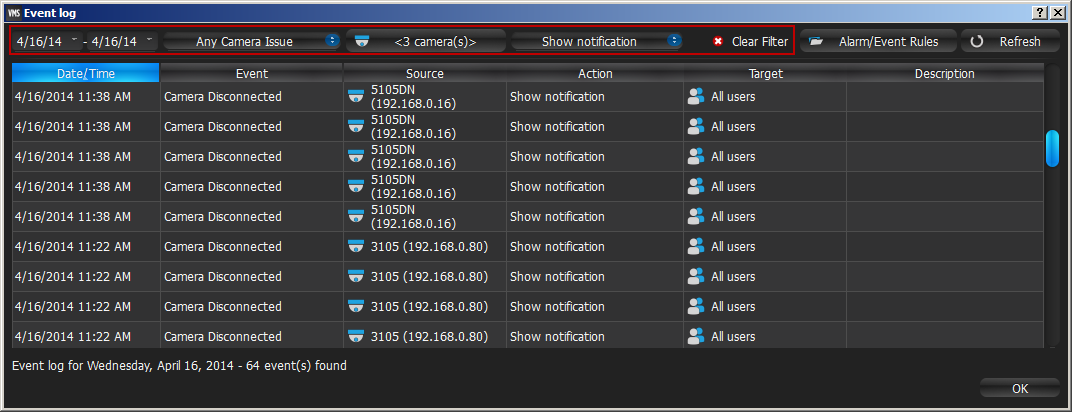 VMS Event log
4/16/14 - 4/16/14 Any Camera Issue <3 camera(s)> Show notification Clear Filter Alarm/Event Rules Refresh
Date/Time Event Source Action Target Description
4/16/2014 11:38 AM Camera Disconnected 5105DN (192.168.0.16) Show notification All users
4/16/2014 11:38 AM Camera Disconnected 5105DN (192.168.0.16) Show notification All users
4/16/2014 11:38 AM Camera Disconnected 5105DN (192.168.0.16) Show notification All users
4/16/2014 11:38 AM Camera Disconnected 5105DN (192.168.0.16) Show notification All users
4/16/2014 11:38 AM Camera Disconnected 5105DN (192.168.0.16) Show notification All users
4/16/2014 11:22 AM Camera Disconnected 3105 (192.168.0.80) Show notification All users
4/16/2014 11:22 AM Camera Disconnected 3105 (192.168.0.80) Show notification All users
4/16/2014 11:22 AM Camera Disconnected 3105 (192.168.0.80) Show notification All users
4/16/2014 11:22 AM Camera Disconnected 3105 (192.168.0.80) Show notification All users
Event log for Wednesday, April 16, 2014 - 64 event(s) found
OK